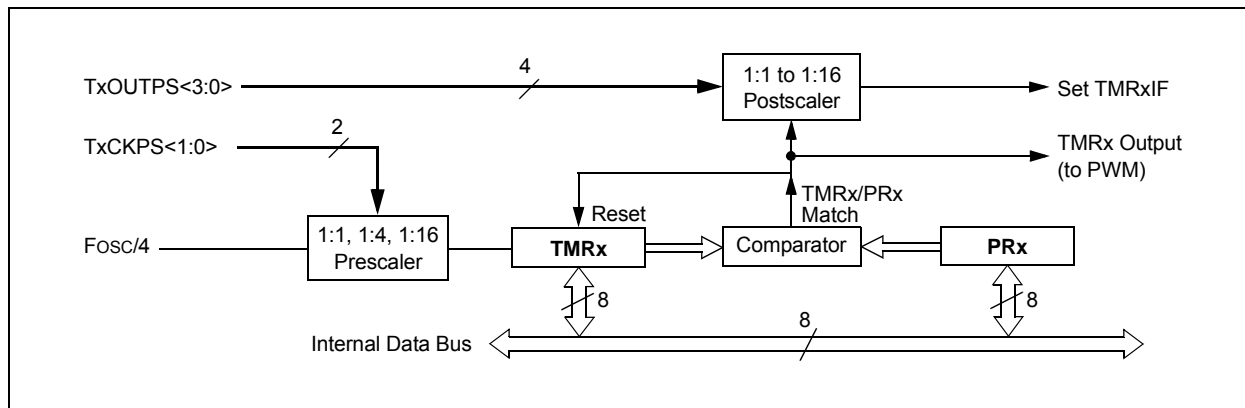 TxOUTPS<3:0>
4
1:1 to 1:16
Postscaler
Set TMRxIF
TxCKPS<1:0>
2
TMRx Output
(to PWM)
TMRx/PRx
Match
Reset
FOSC/4
1:1, 1:4, 1:16
Prescaler
TMRx
Comparator
PRx
8
8
8
Internal Data Bus